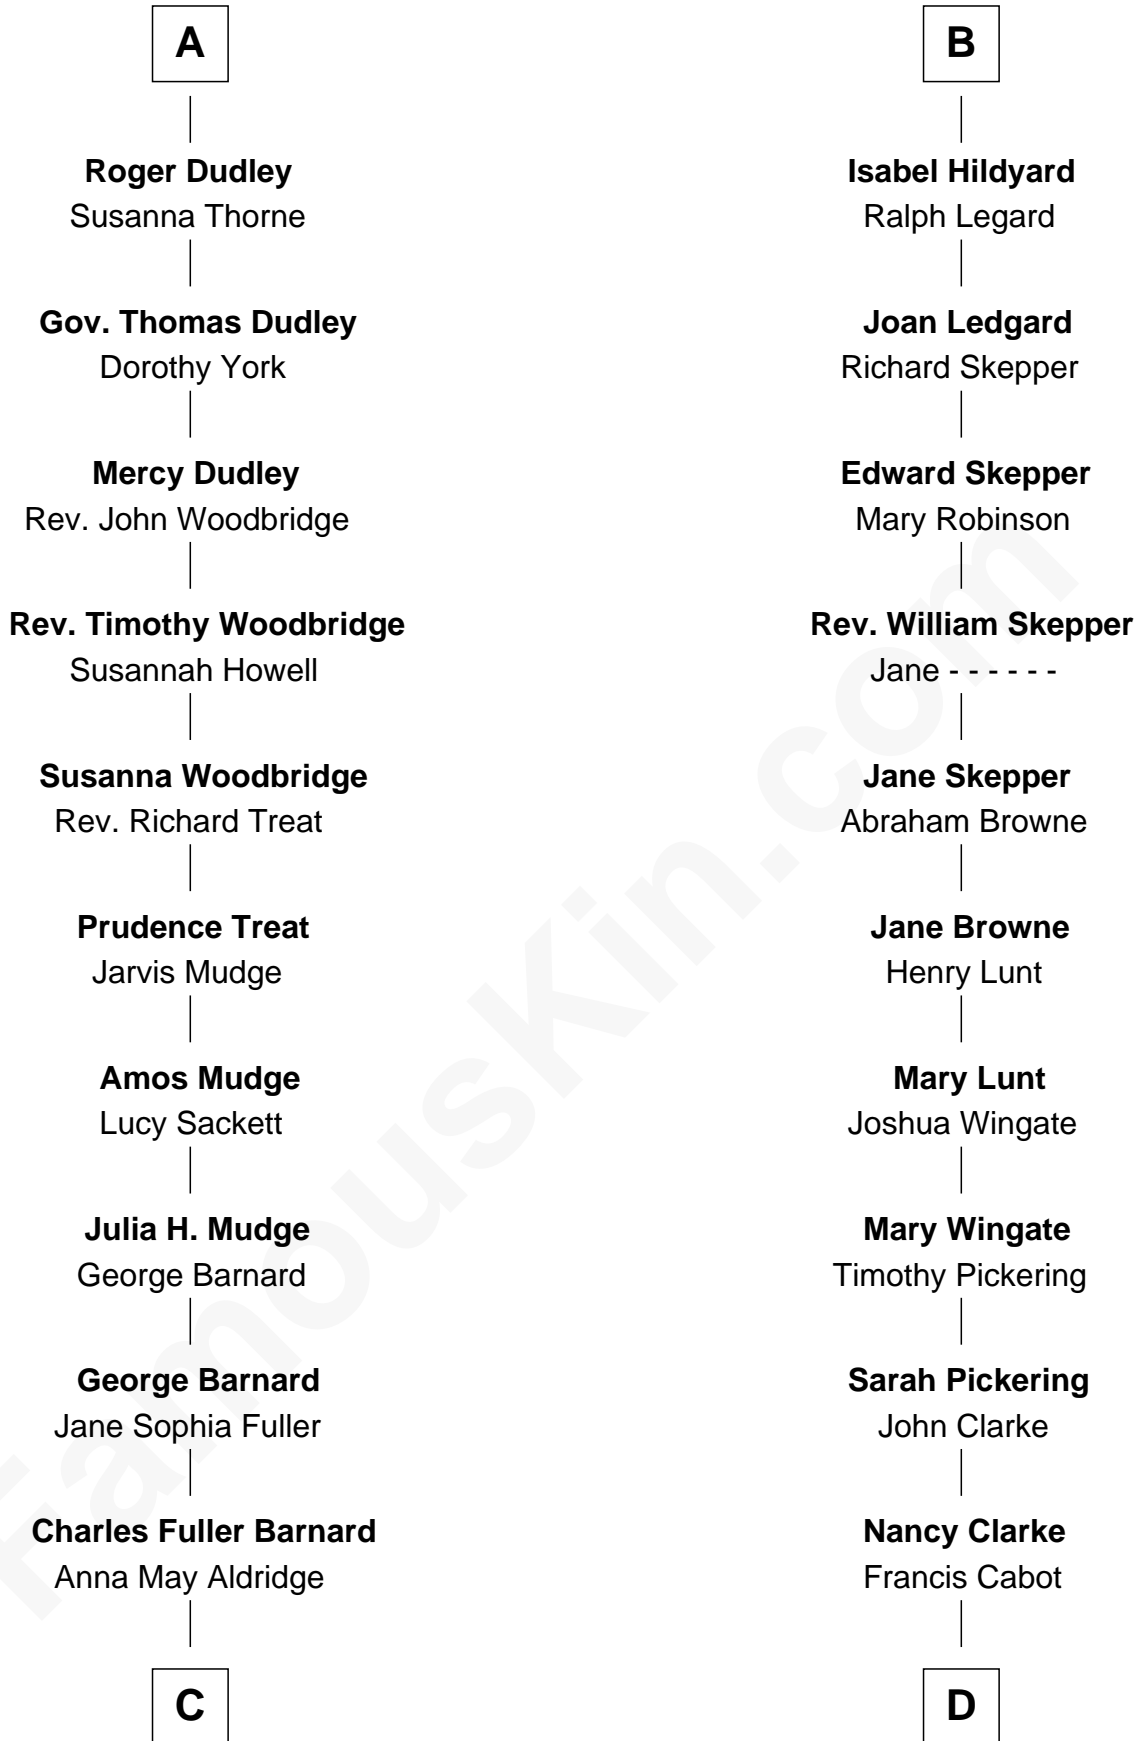 A
Roger Dudley
Susanna Thorne
Gov. Thomas Dudley
Dorothy York
Mercy Dudley
Rev. John Woodbridge
Rev. Timothy Woodbridge
Susannah Howell
Susanna Woodbridge
Rev. Richard Treat
Prudence Treat
Jarvis Mudge
Amos Mudge
Lucy Sackett
Julia H. Mudge
George Barnard
George Barnard
Jane Sophia Fuller
Charles Fuller Barnard
Anna May Aldridge
C
B
Isabel Hildyard
Ralph Legard
Joan Ledgard
Richard Skepper
Edward Skepper
Mary Robinson
Rev. William Skepper
Jane - - - - - -
Jane Skepper
Abraham Browne
Jane Browne
Henry Lunt
Mary Lunt
Joshua Wingate
Mary Wingate
Timothy Pickering
Sarah Pickering
John Clarke
Nancy Clarke
Francis Cabot
D
FamousKin.com